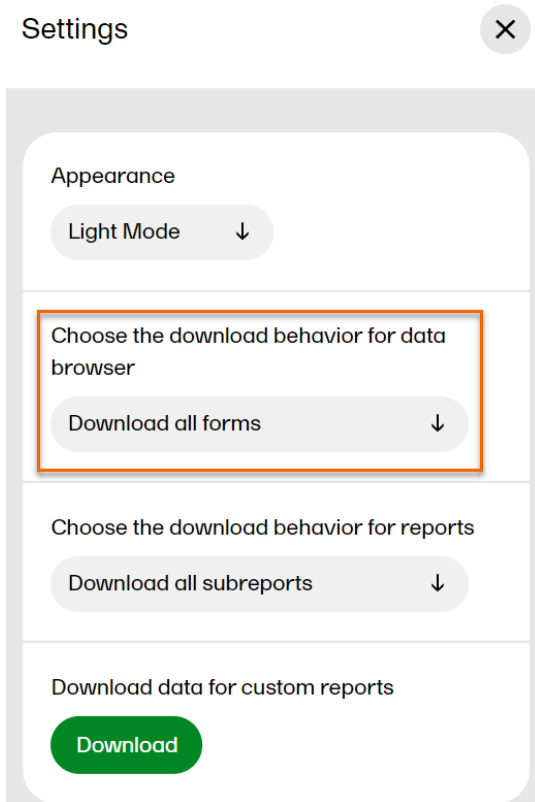 Settings
Appearance
Light Mode
Choose the download behavior for data
browser
Download all forms
Choose the download behavior for reports
Download all subreports
Download data for custom reports
Download